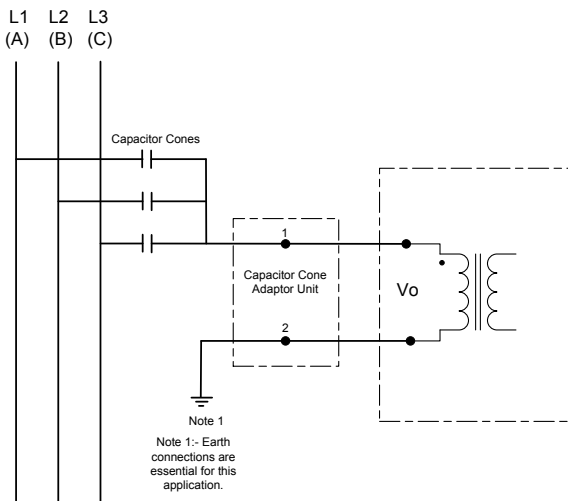 L1 L2 L3
(A) (B) (C)
Capacitor Cones
1
Capacitor Cone
Adaptor Unit
Vo
2
Note 1
Note 1:- Earth
connections are
essential for this
application.